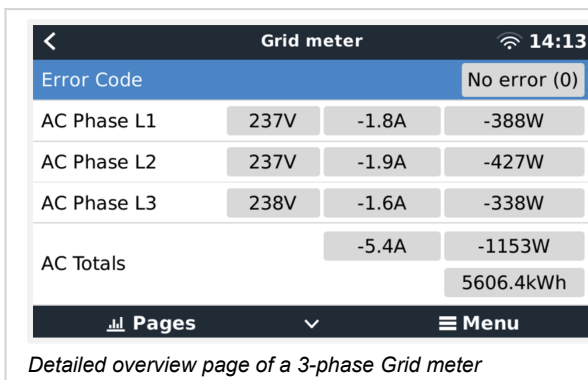 Grid meter 14:13
Error Code No error (0)
AC Phase L1 237V -1.8A -388W
AC Phase L2 237V -1.9A -427W
AC Phase L3 238V -1.6A -338W
AC Totals -5.4A -1153W
5606.4kWh
Pages Menu
Detailed overview page of a 3-phase Grid meter